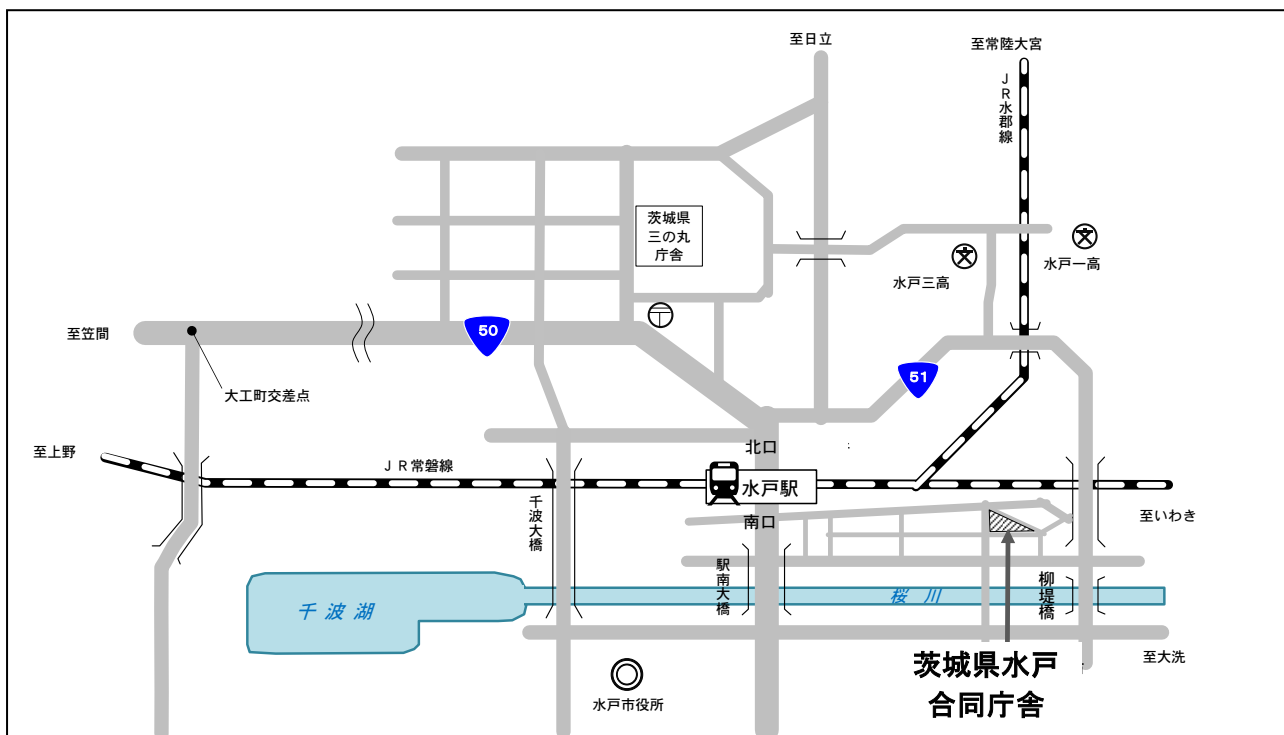 至日立
至常陸大宮
ＪＲ水郡線
茨城県
三の丸
庁舎
水戸三高
水戸一高
至笠間
50
51
大工町交差点
至上野
ＪＲ常磐線
北口
水戸駅
南口
千波大橋
至いわき
駅南大橋
柳堤橋
千波湖
桜川
至大洗
茨城県水戸
合同庁舎
水戸市役所